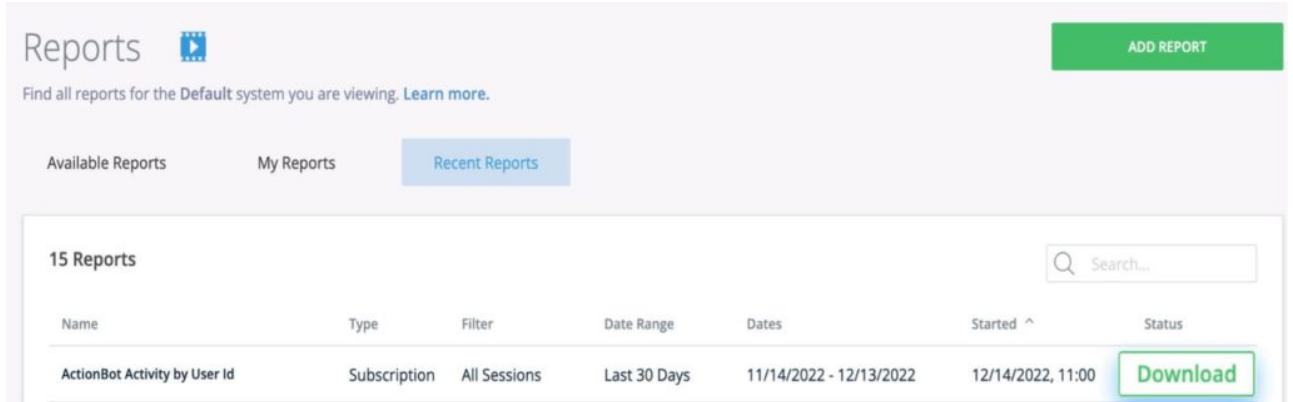 Reports
ADD REPORT
Find all reports for the Default system you are viewing. Learn more.
Available Reports My Reports Recent Reports
15 Reports
Search...
Name Type Filter Date Range Dates Started ^ Status
ActionBot Activity by User Id Subscription All Sessions Last 30 Days 11/14/2022 - 12/13/2022 12/14/2022, 11:00 Download